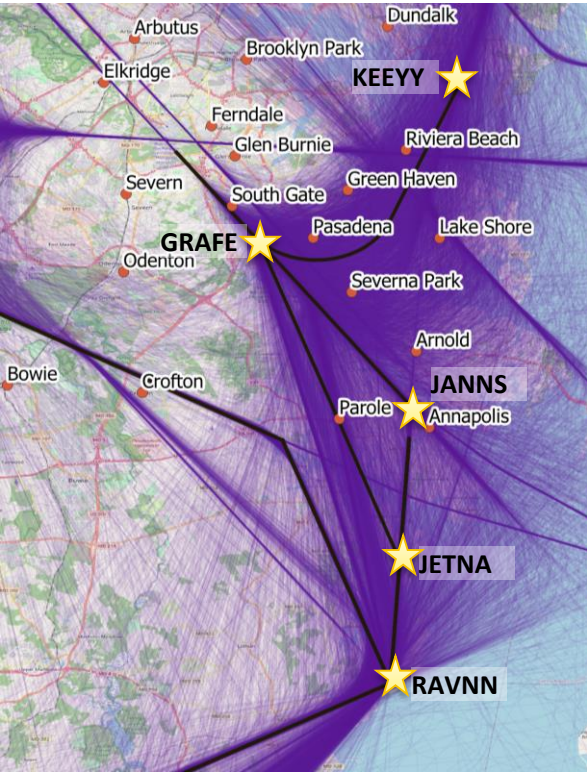 Dundalk
Arbutus
Brooklyn Park
KEEYY
Elkridge
Ferndale
Riviera Beach
Glen Burnie
Green Haven
Severn
South Gate
Pasadena
Lake Shore
GRAFE
Odenton
Severna Park
Arnold
Bowie
Crofton
JANNS
Parole
Annapolis
JETNA
RAVNN